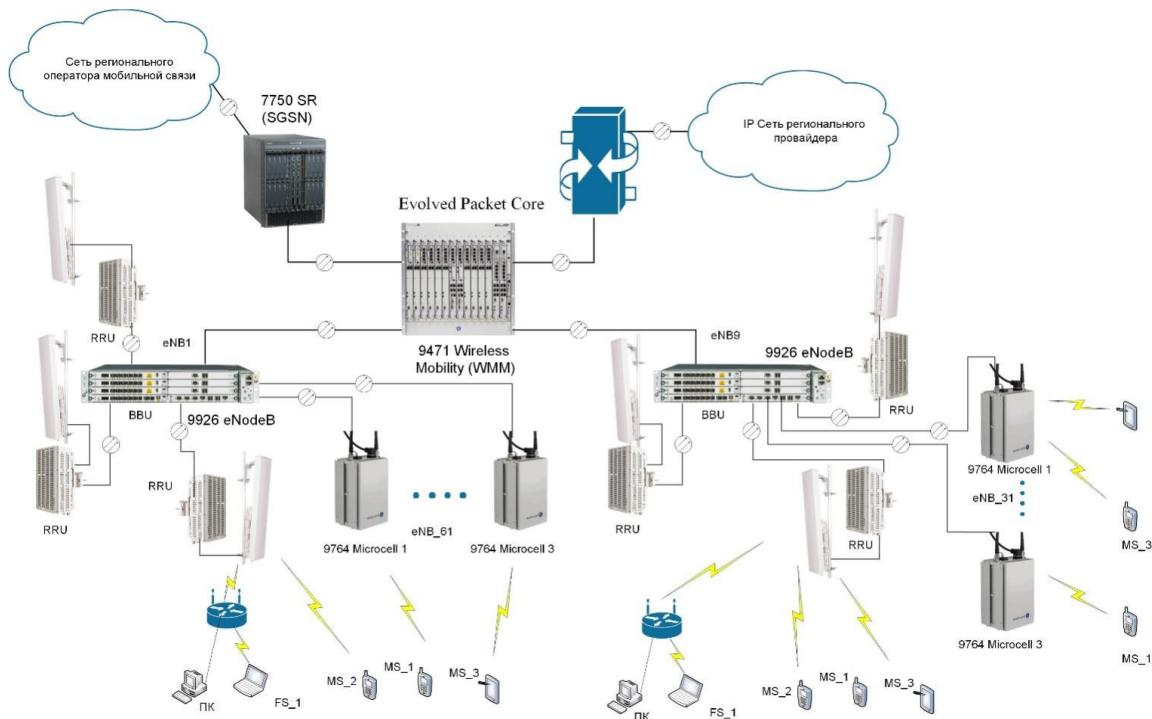 Сеть регионального
оператора мобильной связи
7750 SR
(SGSN)
IP Сеть регионального
провайдера
Evolved Packet Core
RRU
eNB1
eNB9
9471 Wireless
Mobility (WMM)
9926 eNodeB
RRU
BBU
9926 eNodeB
BBU
RRU
RRU
RRU
RRU
9764 Microcell 1
eNB_61
9764 Microcell 3
9764 Microcell 1
eNB_31
MS_3
9764 Microcell 3
MS_1
ПК
FS_1
MS_2
MS_1
MS_3
ПК
FS_1
MS_2
MS_1
MS_3